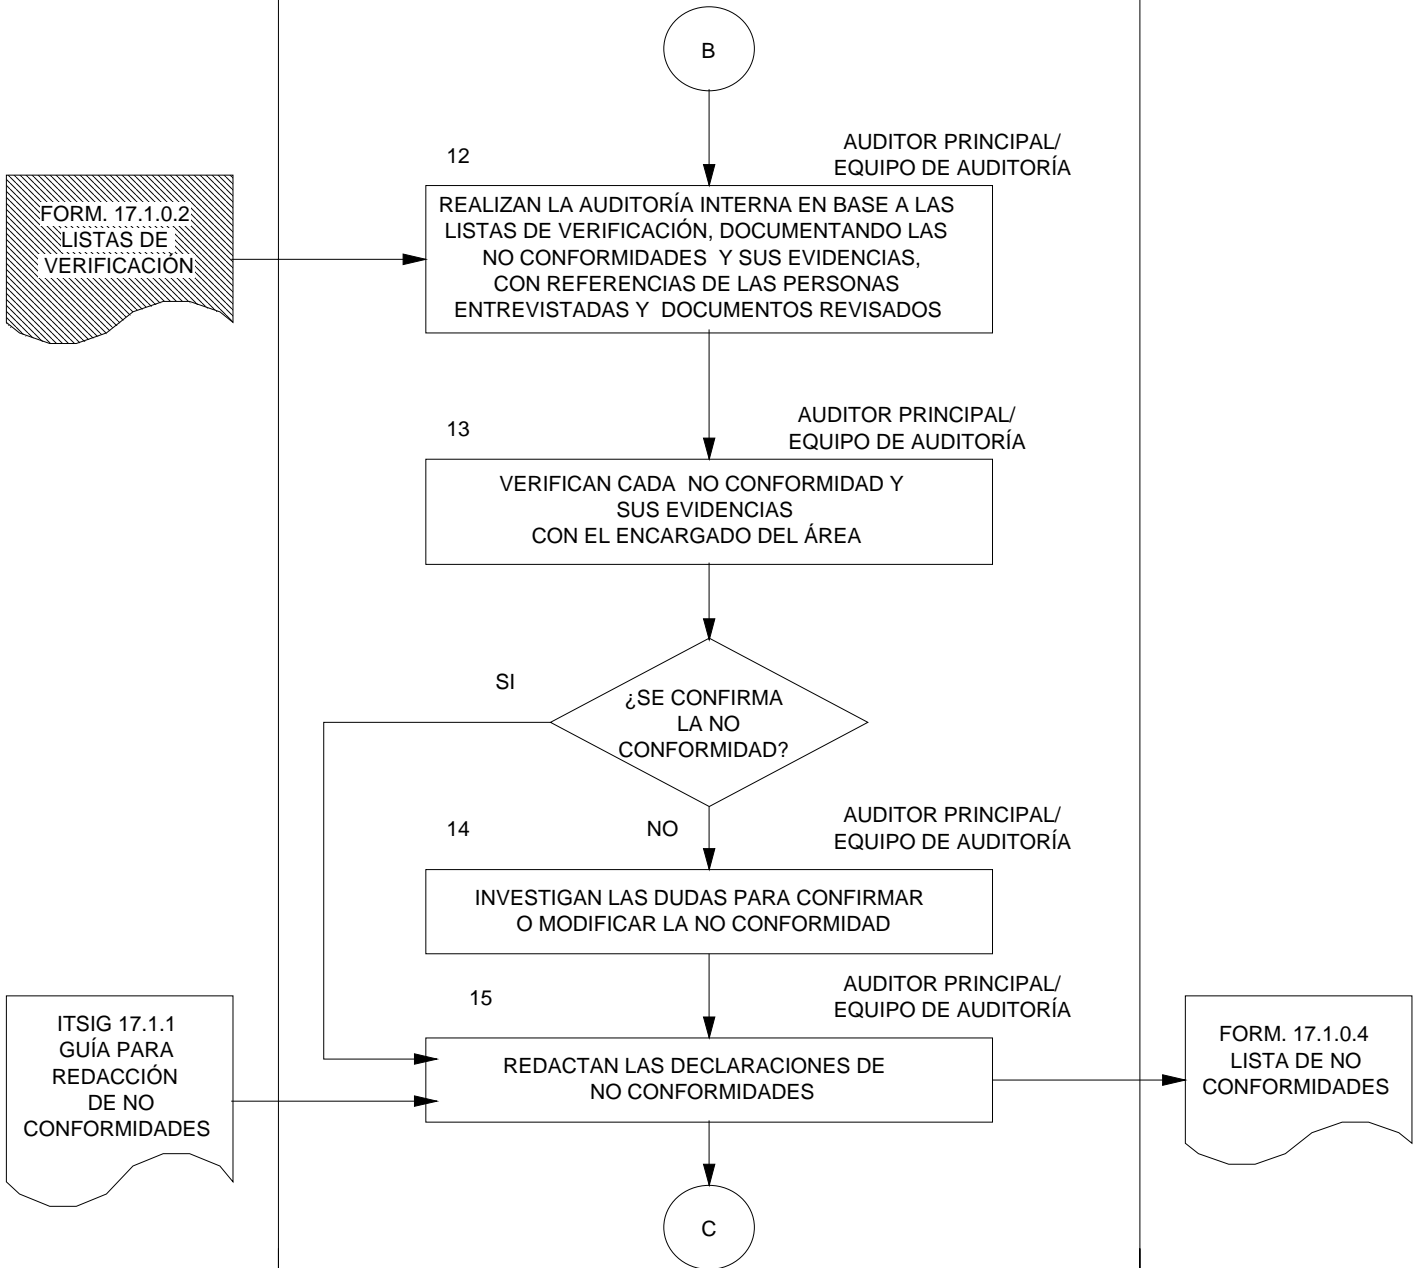 B
12
AUDITOR PRINCIPAL/
EQUIPO DE AUDITORÍA
FORM. 17.1.0.2
LISTAS DE
VERIFICACIÓN
REALIZAN LA AUDITORÍA INTERNA EN BASE A LAS
LISTAS DE VERIFICACIÓN, DOCUMENTANDO LAS
NO CONFORMIDADES Y SUS EVIDENCIAS,
CON REFERENCIAS DE LAS PERSONAS
ENTREVISTADAS Y DOCUMENTOS REVISADOS
13
AUDITOR PRINCIPAL/
EQUIPO DE AUDITORÍA
VERIFICAN CADA NO CONFORMIDAD Y
SUS EVIDENCIAS
CON EL ENCARGADO DEL ÁREA
SI
¿SE CONFIRMA
LA NO
CONFORMIDAD?
14
NO
AUDITOR PRINCIPAL/
EQUIPO DE AUDITORÍA
INVESTIGAN LAS DUDAS PARA CONFIRMAR
O MODIFICAR LA NO CONFORMIDAD
15
AUDITOR PRINCIPAL/
EQUIPO DE AUDITORÍA
ITSIG 17.1.1
GUÍA PARA
REDACCIÓN
DE NO
CONFORMIDADES
REDACTAN LAS DECLARACIONES DE
NO CONFORMIDADES
FORM. 17.1.0.4
LISTA DE NO
CONFORMIDADES
C